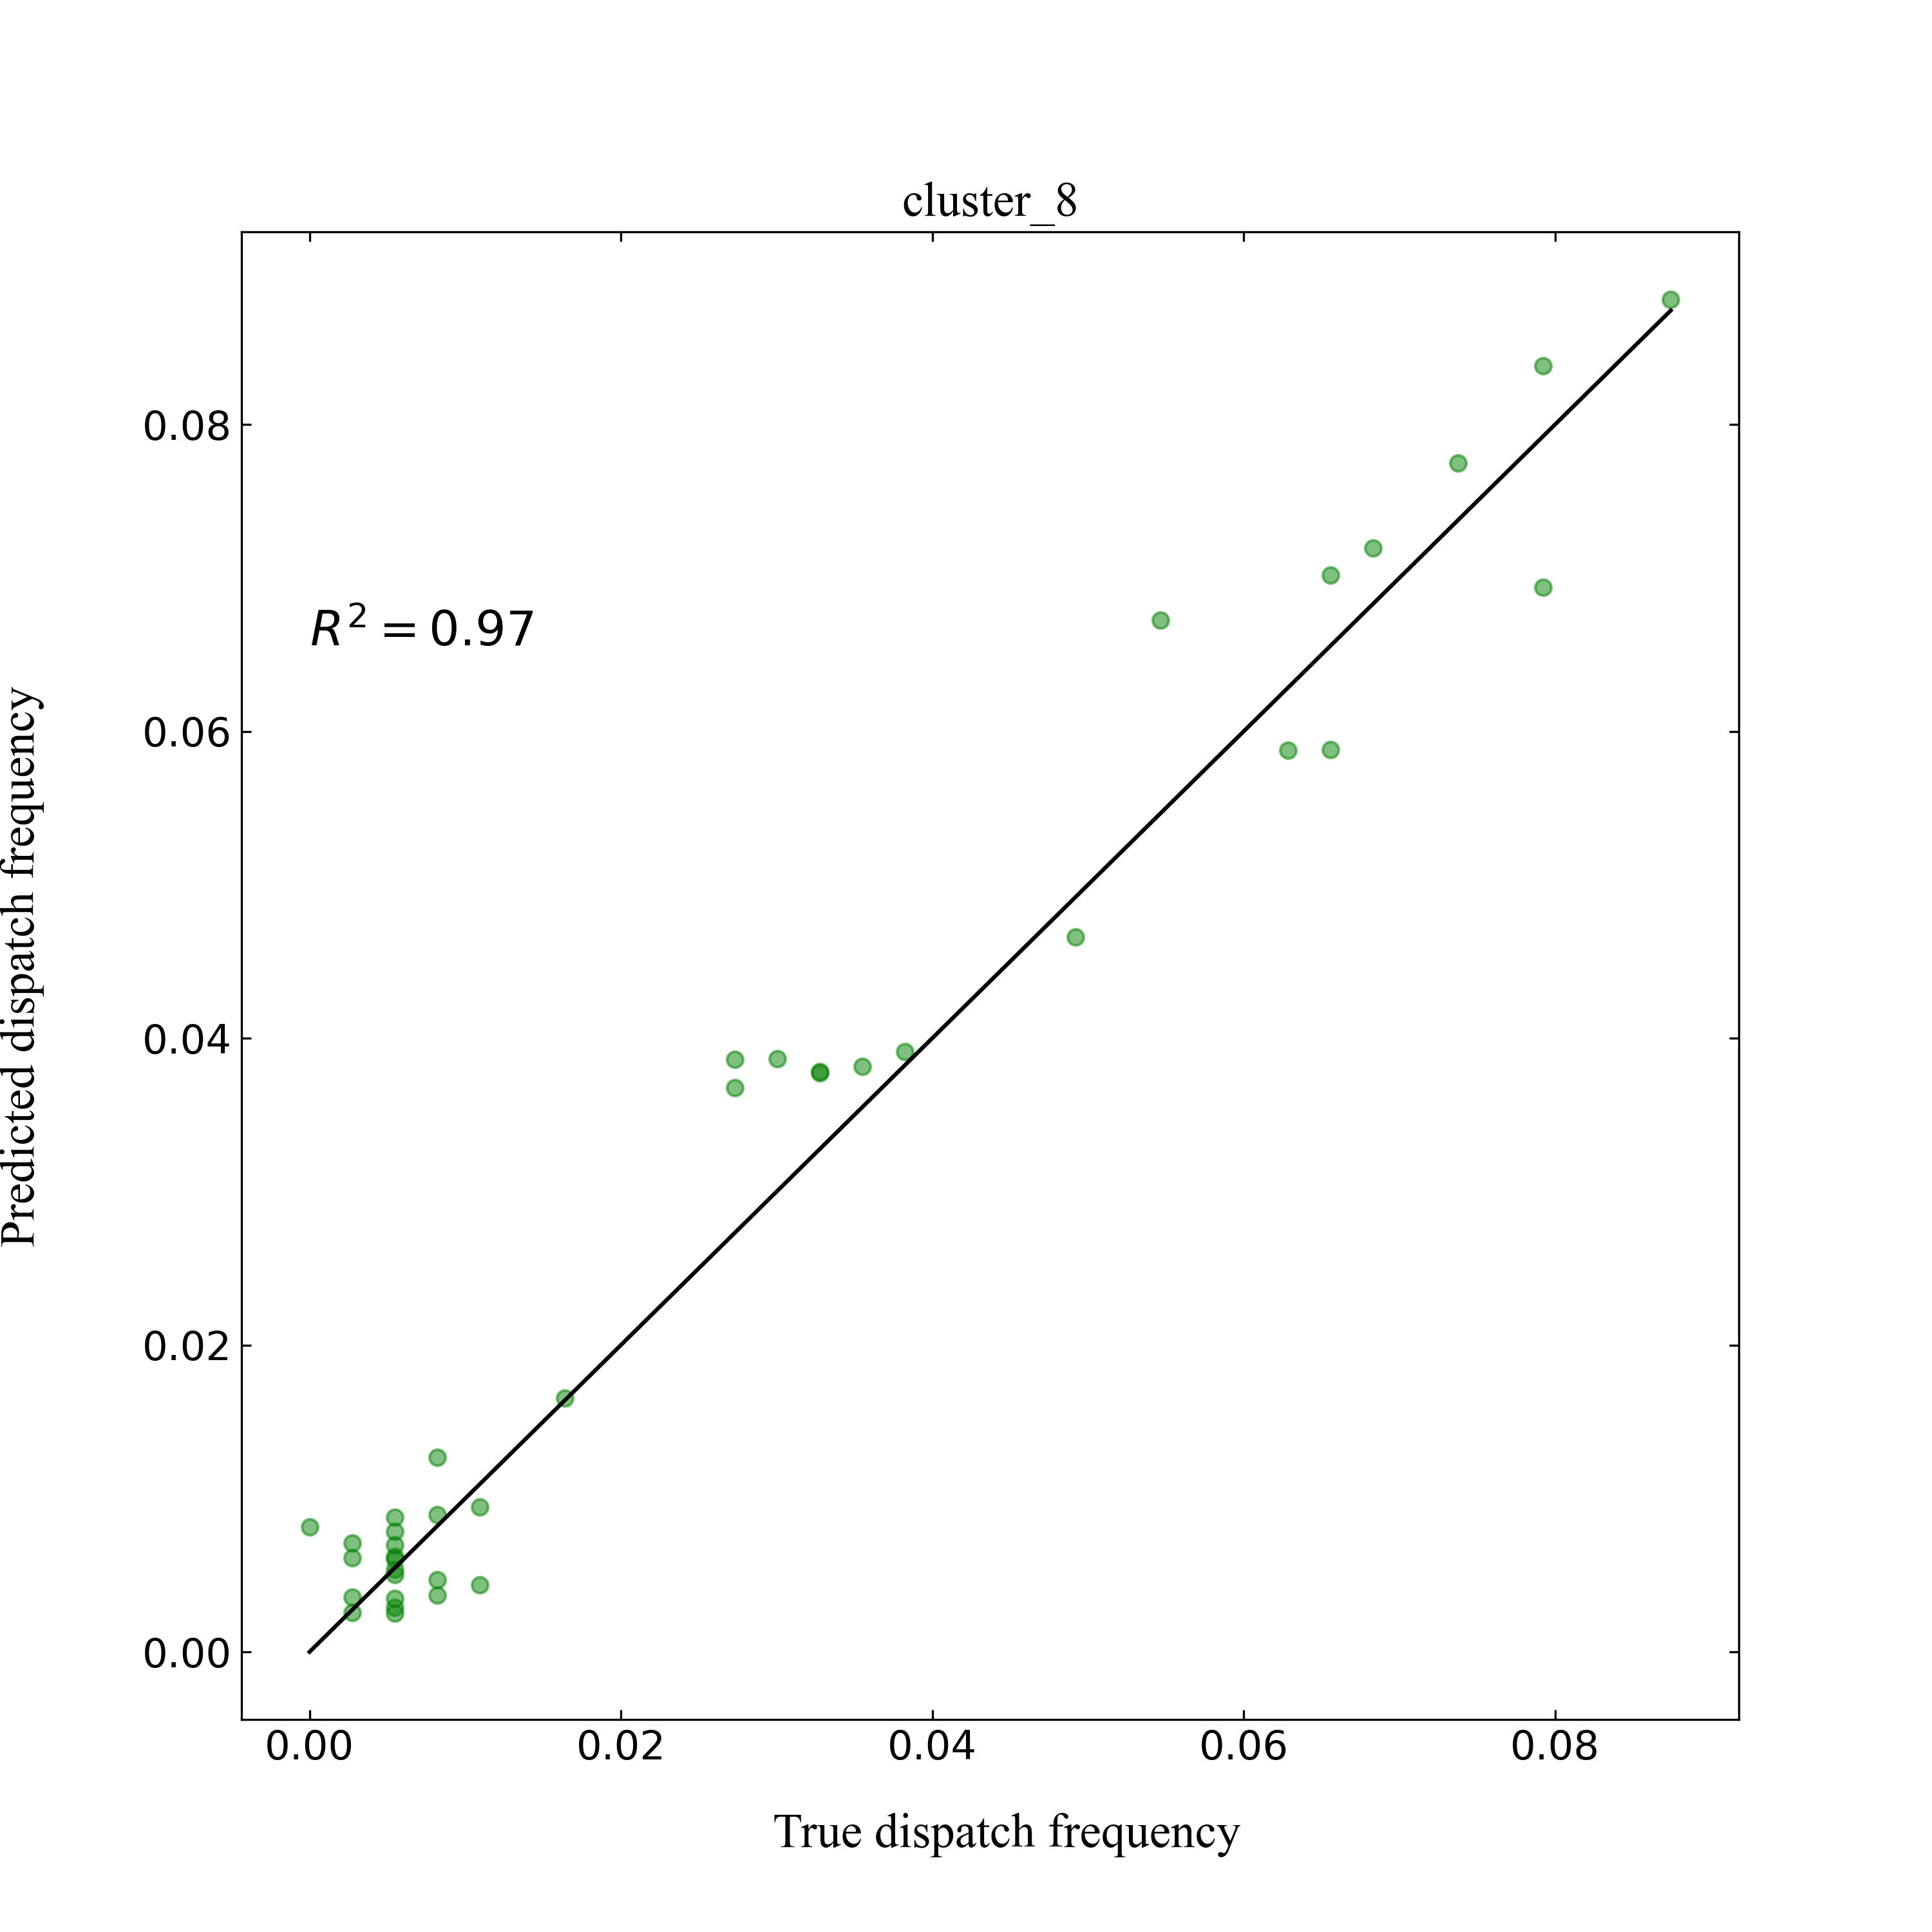 cluster_8
R² = 0.97
Predicted dispatch frequency
0.08
0.06
0.04
0.02
0.00
0.00 0.02 0.04 0.06 0.08
True dispatch frequency